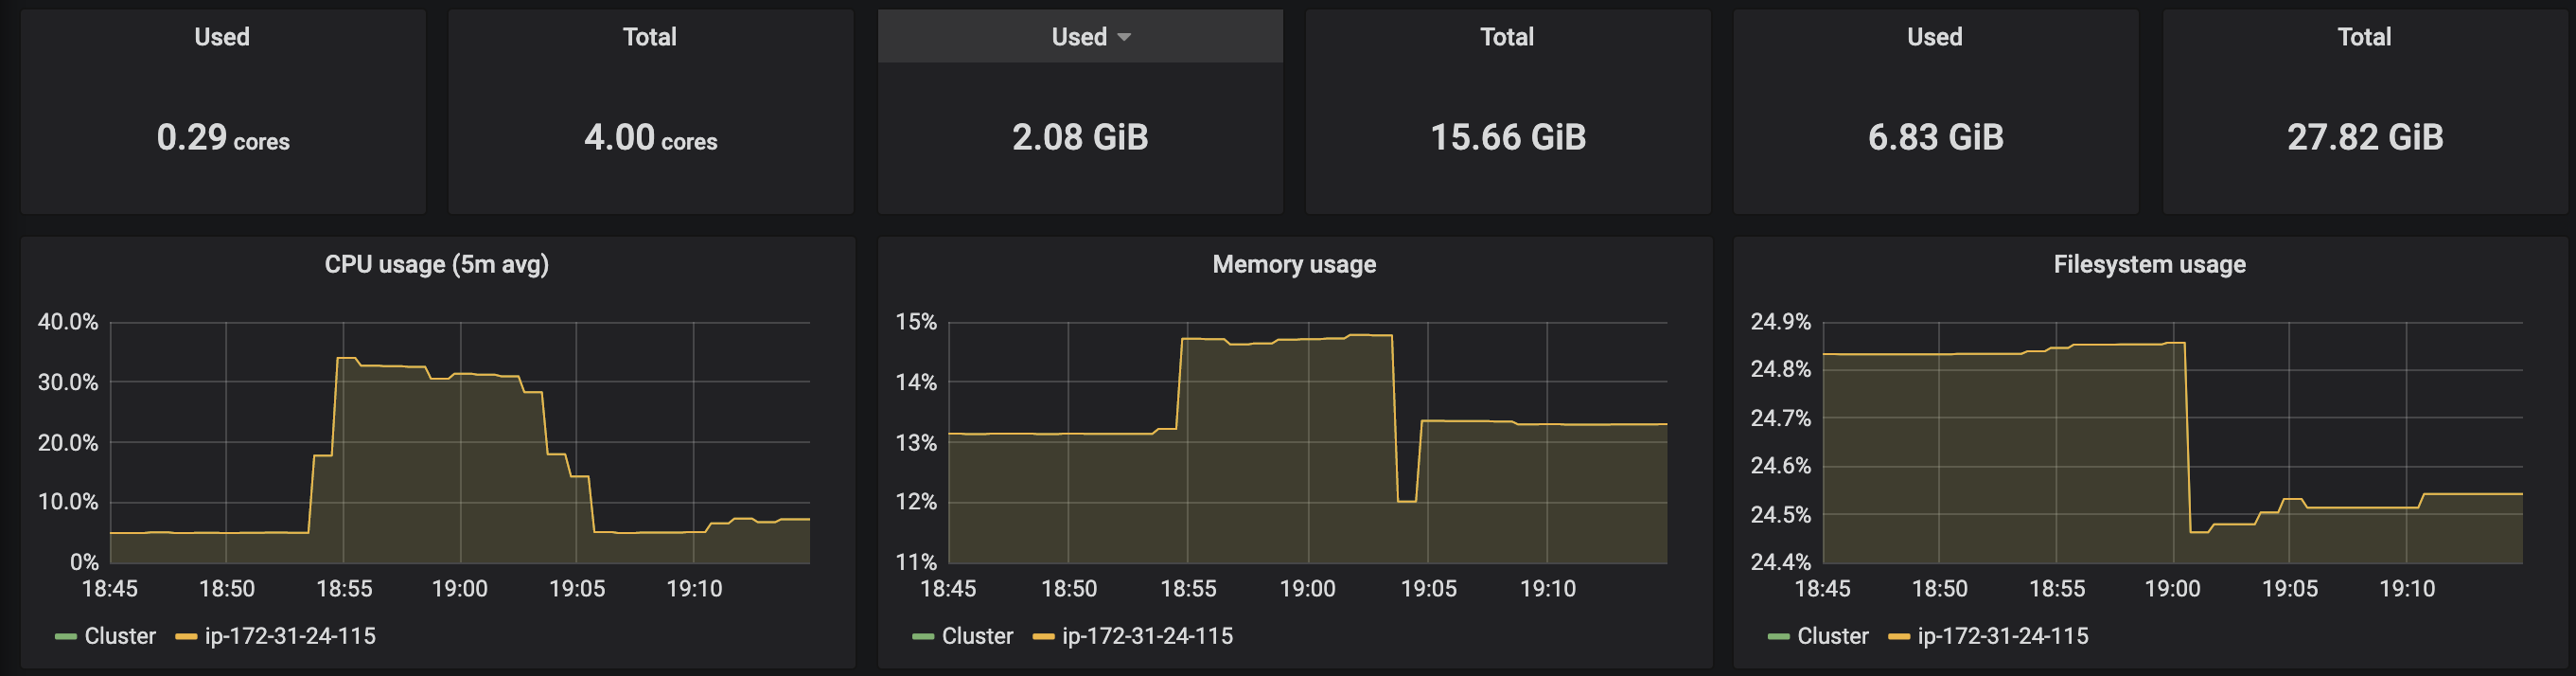 Used
0.29 cores
Total
4.00 cores
Used
2.08 GiB
Total
15.66 GiB
Used
6.83 GiB
Total
27.82 GiB
CPU usage (5m avg)
40.0%
30.0%
20.0%
10.0%
0%
18:45 18:50 18:55 19:00 19:05 19:10
Cluster ip-172-31-24-115
Memory usage
15%
14%
13%
12%
11%
18:45 18:50 18:55 19:00 19:05 19:10
Cluster ip-172-31-24-115
Filesystem usage
24.9%
24.8%
24.7%
24.6%
24.5%
24.4%
18:45 18:50 18:55 19:00 19:05 19:10
Cluster ip-172-31-24-115